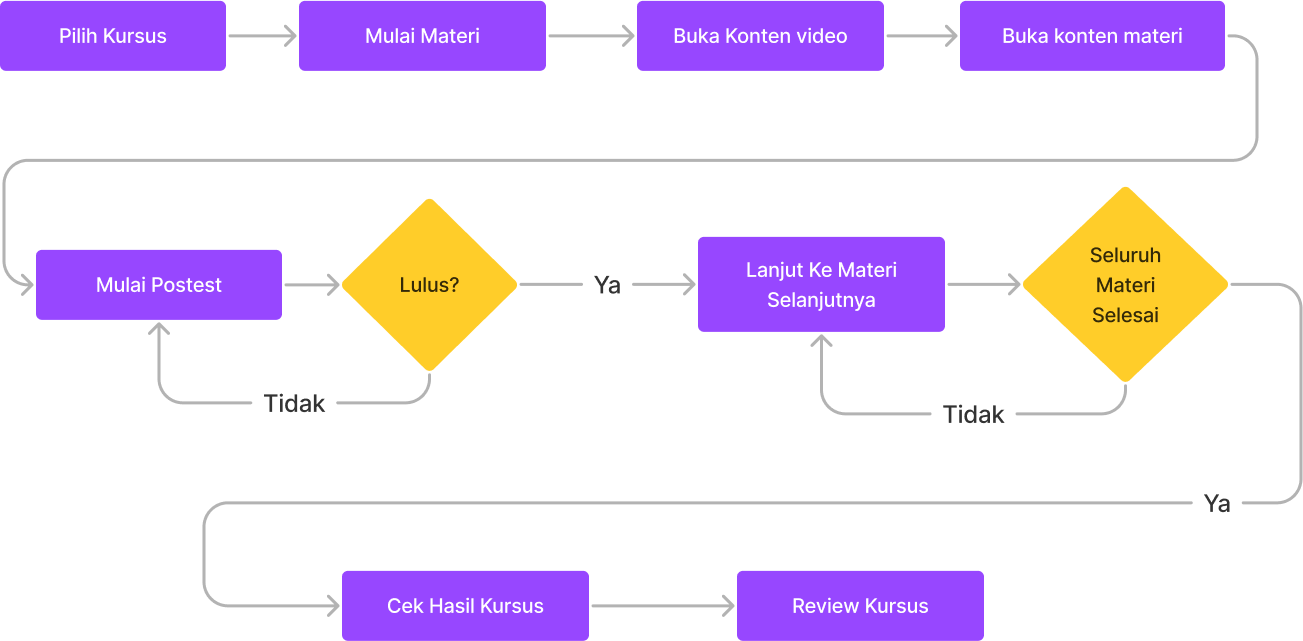 Pilih Kursus
Mulai Materi
Buka Konten video
Buka konten materi
Mulai Postest
Lulus?
Ya
Lanjut Ke Materi
Selanjutnya
Seluruh
Materi
Selesai
Tidak
Tidak
Ya
Cek Hasil Kursus
Review Kursus